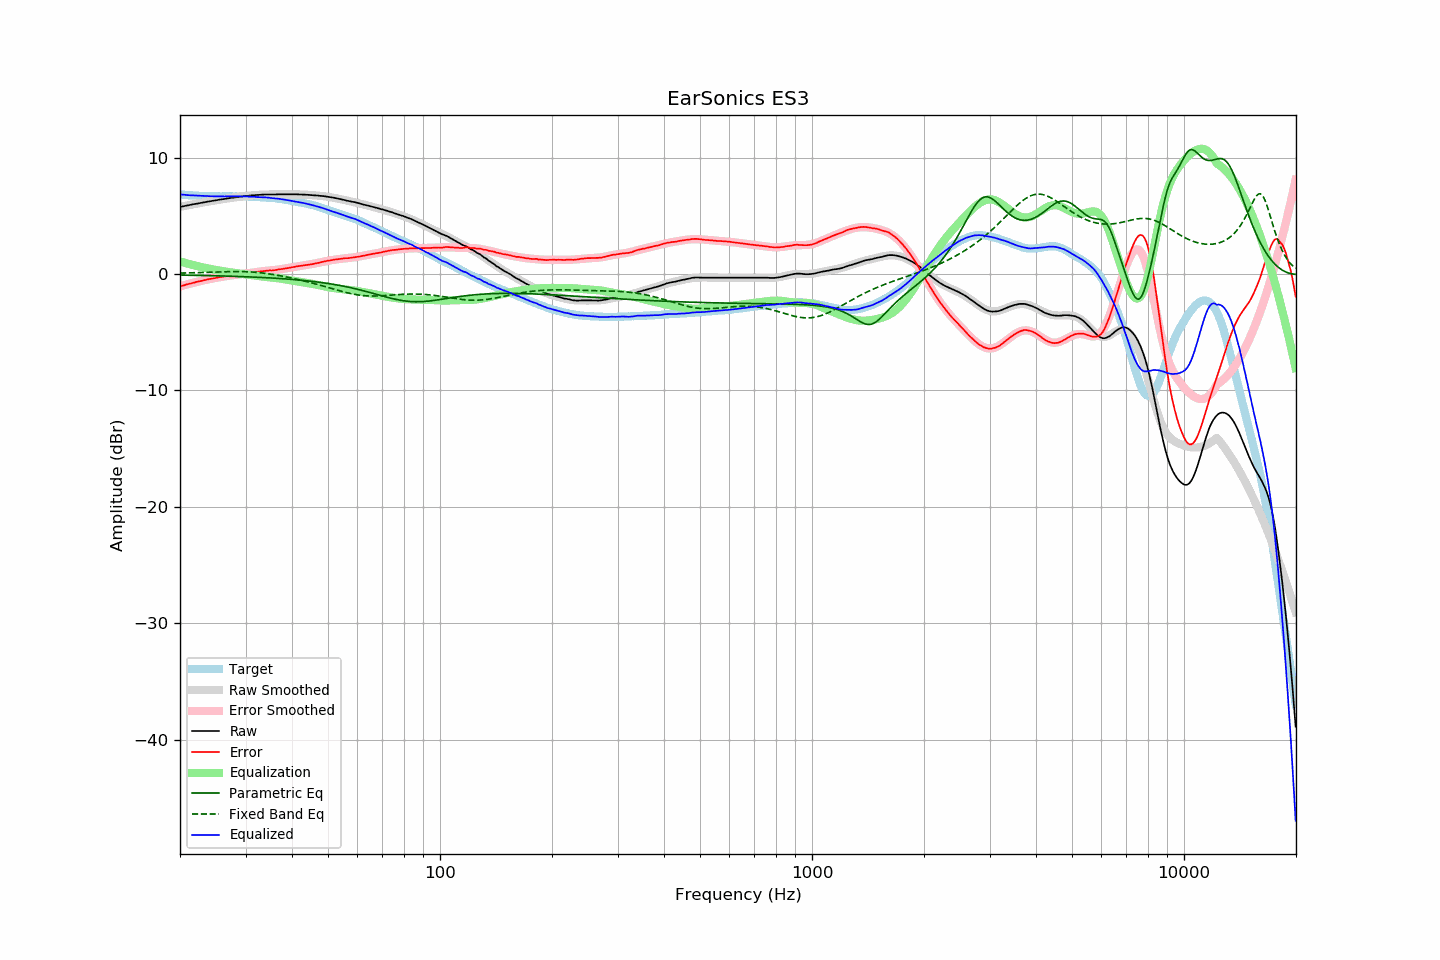 EarSonics ES3
10
0
−10
−20
−30
−40
Amplitude (dBr)
Target
Raw Smoothed
Error Smoothed
Raw
Error
Equalization
Parametric Eq
Fixed Band Eq
Equalized
100
1000
10000
Frequency (Hz)